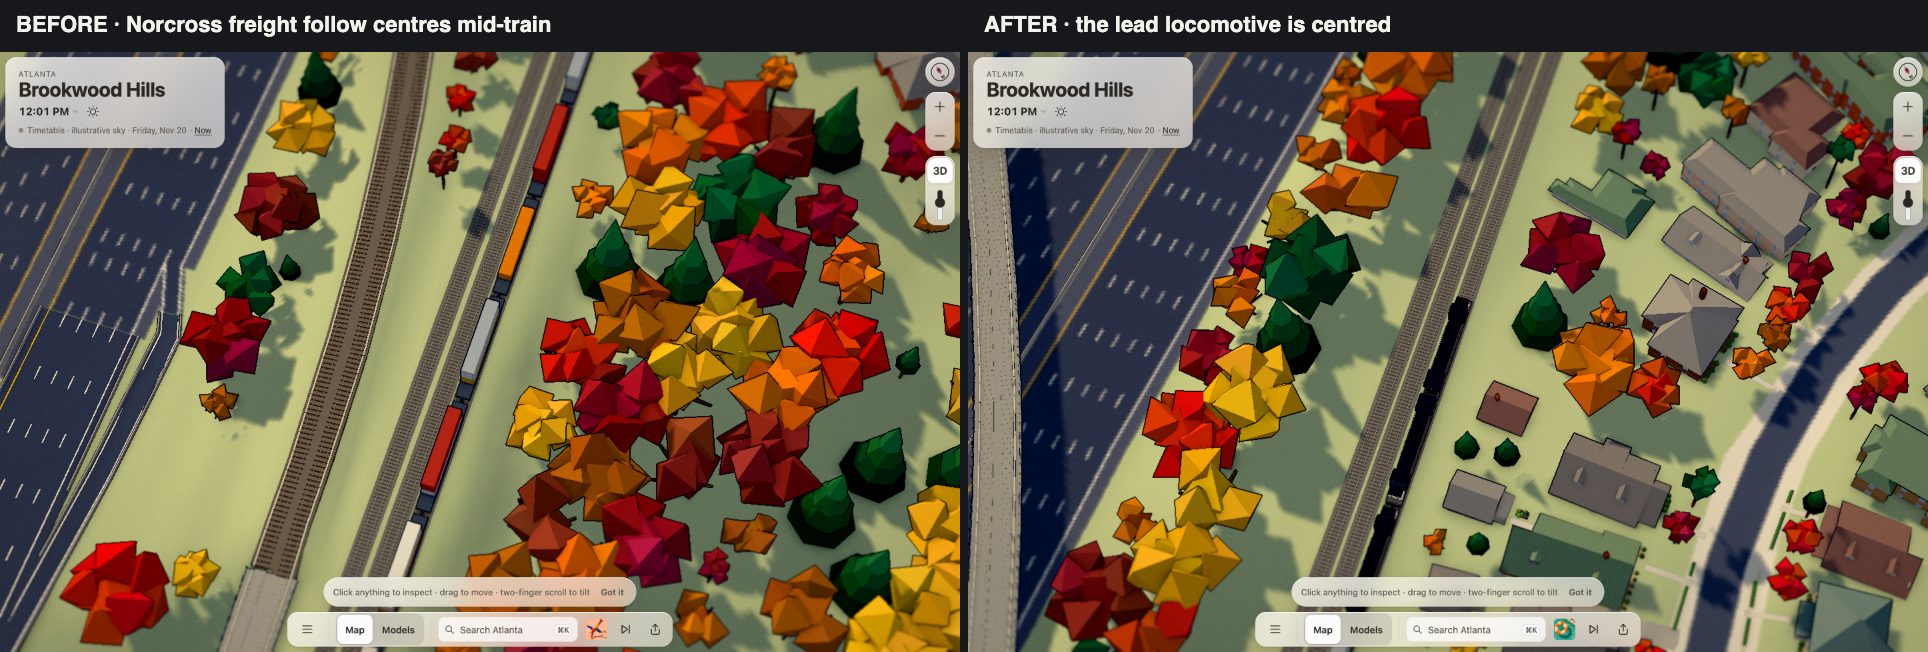 BEFORE · Norcross freight follow centres mid-train
ATLANTA
Brookwood Hills
12:01 PM
Timetable · illustrative sky · Friday, Nov 20 · Now
+
−
3D
Click anything to inspect · drag to move · two-finger scroll to tilt Got it
Map Models Search Atlanta ⌘K
AFTER · the lead locomotive is centred
ATLANTA
Brookwood Hills
12:01 PM
Timetable · illustrative sky · Friday, Nov 20 · Now
+
−
3D
Click anything to inspect · drag to move · two-finger scroll to tilt Got it
Map Models Search Atlanta ⌘K